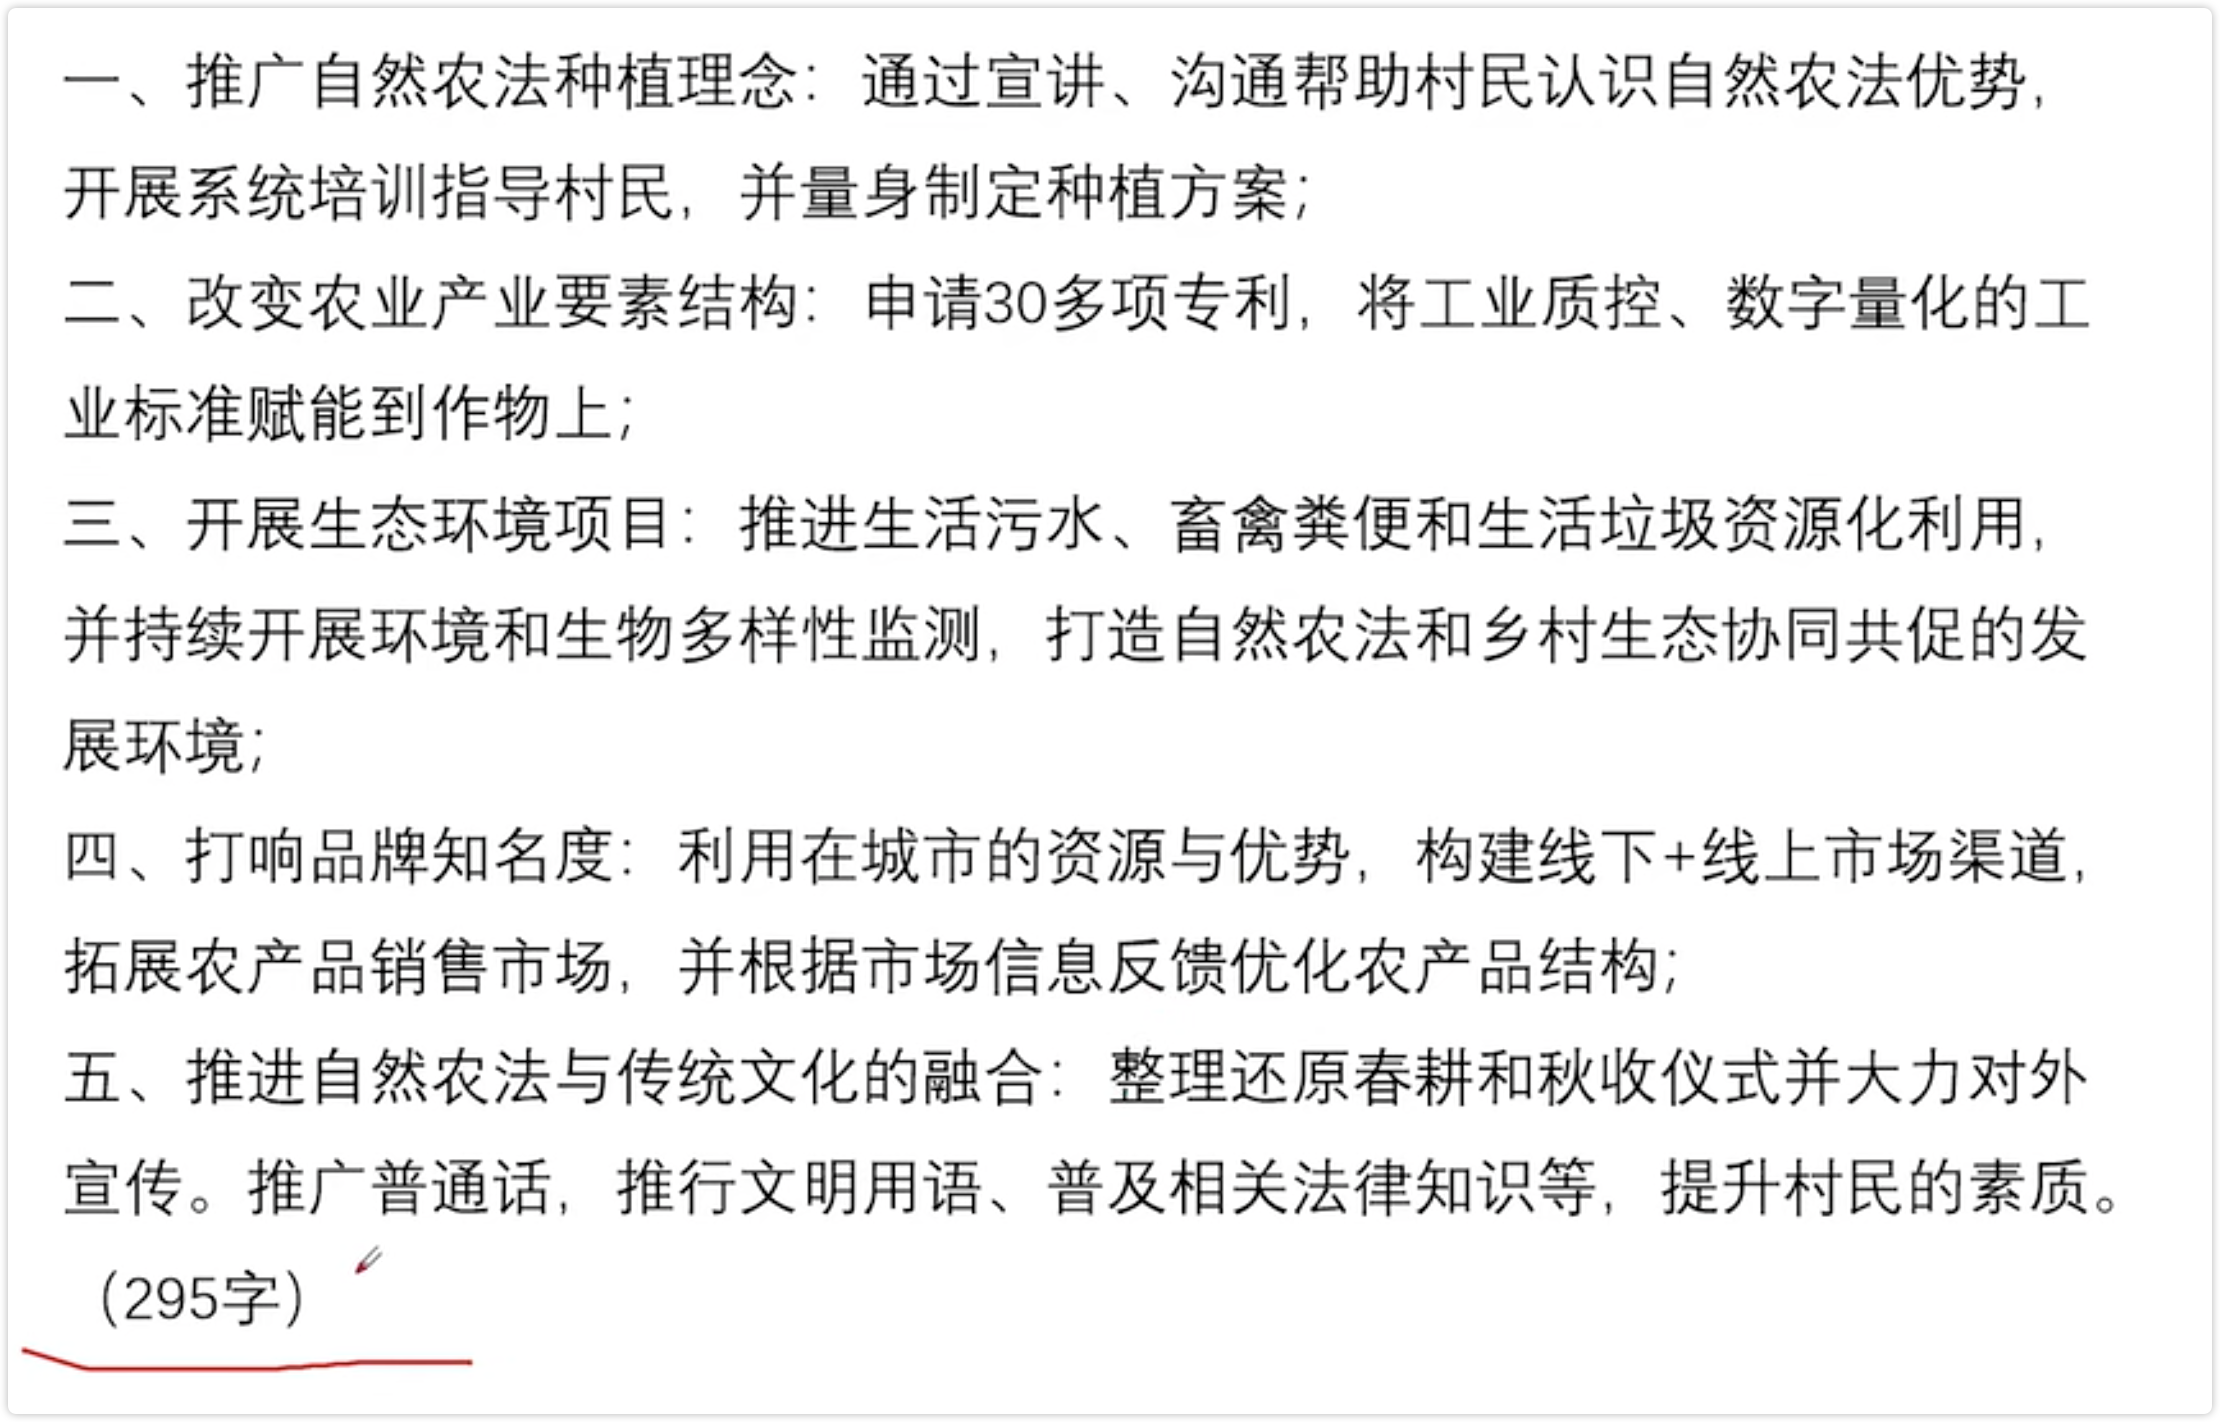 一、推广自然农法种植理念：通过宣讲、沟通帮助村民认识自然农法优势，
开展系统培训指导村民，并量身制定种植方案；
二、改变农业产业要素结构：申请30多项专利，将工业质控、数字量化的工
业标准赋能到作物上；
三、开展生态环境项目：推进生活污水、畜禽粪便和生活垃圾资源化利用，
并持续开展环境和生物多样性监测，打造自然农法和乡村生态协同共促的发
展环境；
四、打响品牌知名度：利用在城市的资源与优势，构建线下+线上市场渠道，
拓展农产品销售市场，并根据市场信息反馈优化农产品结构；
五、推进自然农法与传统文化的融合：整理还原春耕和秋收仪式并大力对外
宣传。推广普通话，推行文明用语、普及相关法律知识等，提升村民的素质。
（295字）